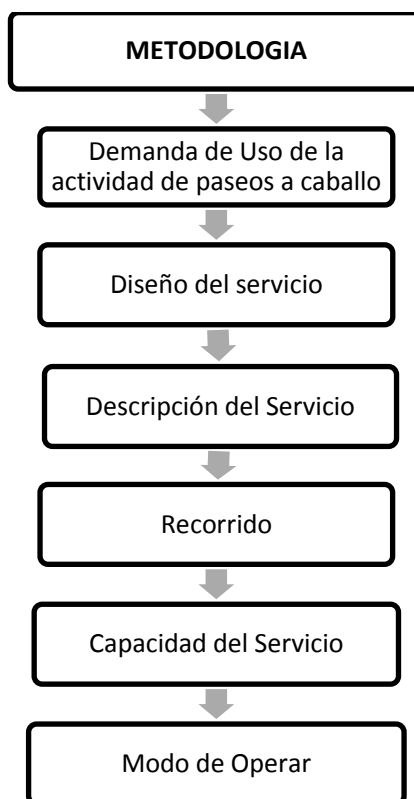 METODOLOGIA
Demanda de Uso de la
actividad de paseos a caballo
Diseño del servicio
Descripción del Servicio
Recorrido
Capacidad del Servicio
Modo de Operar